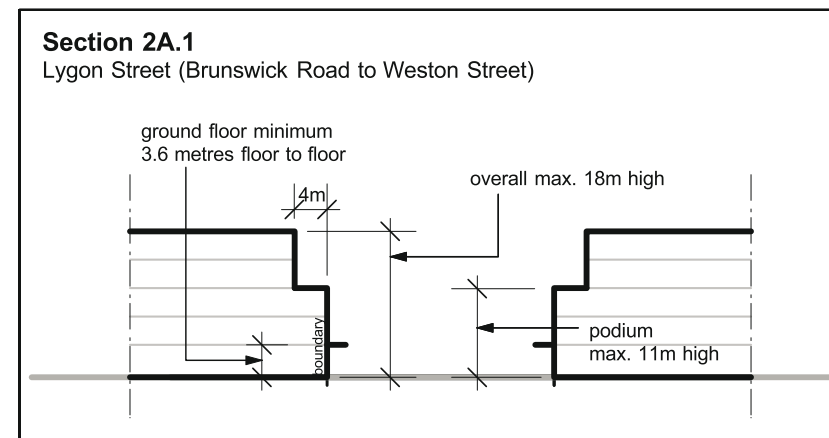 Section 2A.1
Lygon Street (Brunswick Road to Weston Street)
ground floor minimum
3.6 metres floor to floor
4m
overall max. 18m high
boundary
podium
max. 11m high